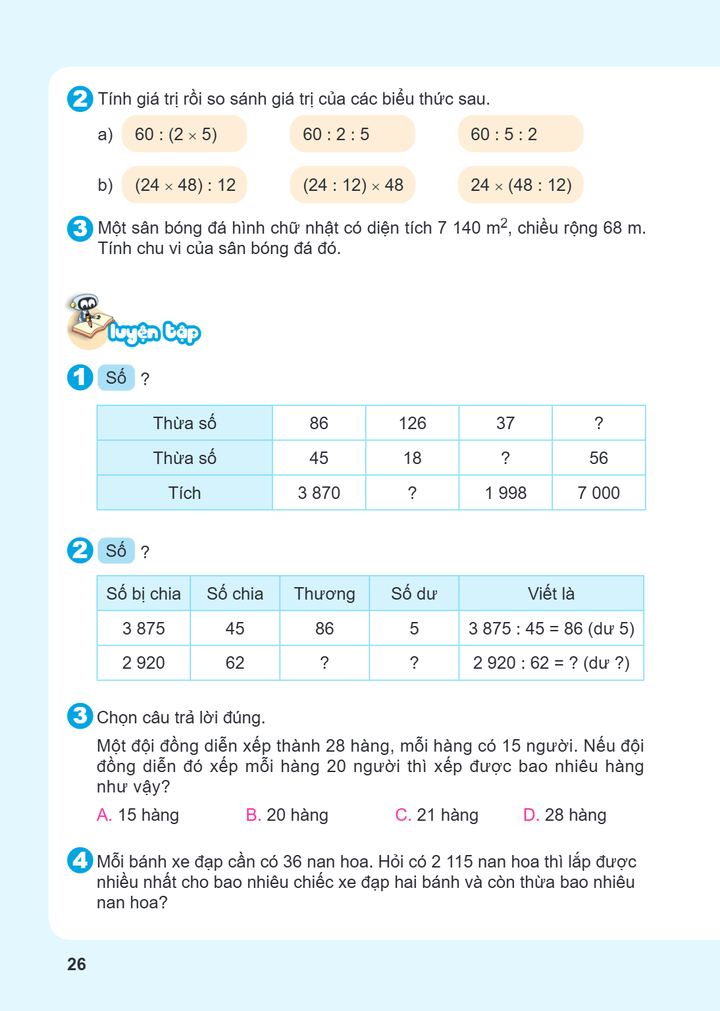 2 Tính giá trị rồi so sánh giá trị của các biểu thức sau.
a) 60 : (2 × 5) 60 : 2 : 5 60 : 5 : 2
b) (24 × 48) : 12 (24 : 12) × 48 24 × (48 : 12)
3 Một sân bóng đá hình chữ nhật có diện tích 7 140 m², chiều rộng 68 m.
Tính chu vi của sân bóng đá đó.
luyện tập
1 Số ?
Thừa số 86 126 37 ?
Thừa số 45 18 ? 56
Tích 3 870 ? 1 998 7 000
2 Số ?
Số bị chia Số chia Thương Số dư Viết là
3 875 45 86 5 3 875 : 45 = 86 (dư 5)
2 920 62 ? ? 2 920 : 62 = ? (dư ?)
3 Chọn câu trả lời đúng.
Một đội đồng diễn xếp thành 28 hàng, mỗi hàng có 15 người. Nếu đội
đồng diễn đó xếp mỗi hàng 20 người thì xếp được bao nhiêu hàng
như vậy?
A. 15 hàng B. 20 hàng C. 21 hàng D. 28 hàng
4 Mỗi bánh xe đạp cần có 36 nan hoa. Hỏi có 2 115 nan hoa thì lắp được
nhiều nhất cho bao nhiêu chiếc xe đạp hai bánh và còn thừa bao nhiêu
nan hoa?
26